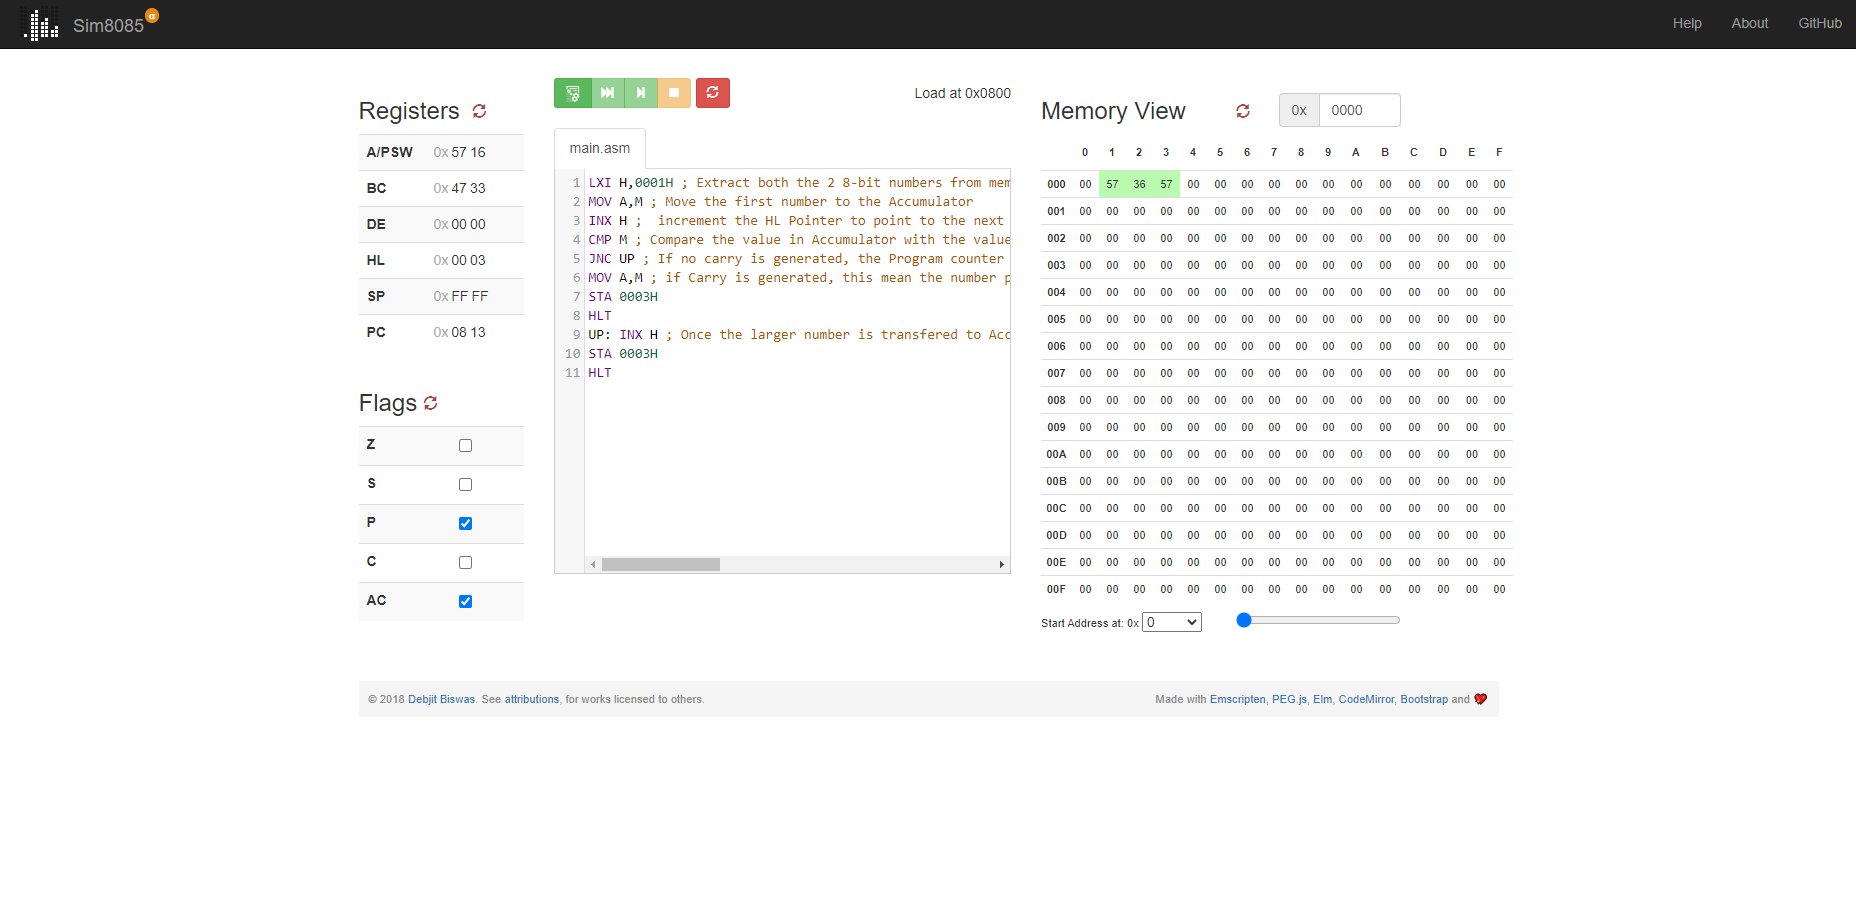 Sim8085 α
Help About GitHub
Registers
A/PSW 0x 57 16
BC 0x 47 33
DE 0x 00 00
HL 0x 00 03
SP 0x FF FF
PC 0x 08 13
Flags
Z
S
P
C
AC
Load at 0x0800
main.asm
1 LXI H,0001H ; Extract both the 2 8-bit numbers from mem
2 MOV A,M ; Move the first number to the Accumulator
3 INX H ;  increment the HL Pointer to point to the next
4 CMP M ; Compare the value in Accumulator with the value
5 JNC UP ; If no carry is generated, the Program counter
6 MOV A,M ; if Carry is generated, this mean the number p
7 STA 0003H
8 HLT
9 UP: INX H ; Once the larger number is transfered to Acc
10 STA 0003H
11 HLT
Memory View 0x 0000
0 1 2 3 4 5 6 7 8 9 A B C D E F
000 00 57 36 57 00 00 00 00 00 00 00 00 00 00 00 00
001 00 00 00 00 00 00 00 00 00 00 00 00 00 00 00 00
002 00 00 00 00 00 00 00 00 00 00 00 00 00 00 00 00
003 00 00 00 00 00 00 00 00 00 00 00 00 00 00 00 00
004 00 00 00 00 00 00 00 00 00 00 00 00 00 00 00 00
005 00 00 00 00 00 00 00 00 00 00 00 00 00 00 00 00
006 00 00 00 00 00 00 00 00 00 00 00 00 00 00 00 00
007 00 00 00 00 00 00 00 00 00 00 00 00 00 00 00 00
008 00 00 00 00 00 00 00 00 00 00 00 00 00 00 00 00
009 00 00 00 00 00 00 00 00 00 00 00 00 00 00 00 00
00A 00 00 00 00 00 00 00 00 00 00 00 00 00 00 00 00
00B 00 00 00 00 00 00 00 00 00 00 00 00 00 00 00 00
00C 00 00 00 00 00 00 00 00 00 00 00 00 00 00 00 00
00D 00 00 00 00 00 00 00 00 00 00 00 00 00 00 00 00
00E 00 00 00 00 00 00 00 00 00 00 00 00 00 00 00 00
00F 00 00 00 00 00 00 00 00 00 00 00 00 00 00 00 00
Start Address at: 0x 0
© 2018 Debjit Biswas. See attributions, for works licensed to others.
Made with Emscripten, PEG.js, Elm, CodeMirror, Bootstrap and